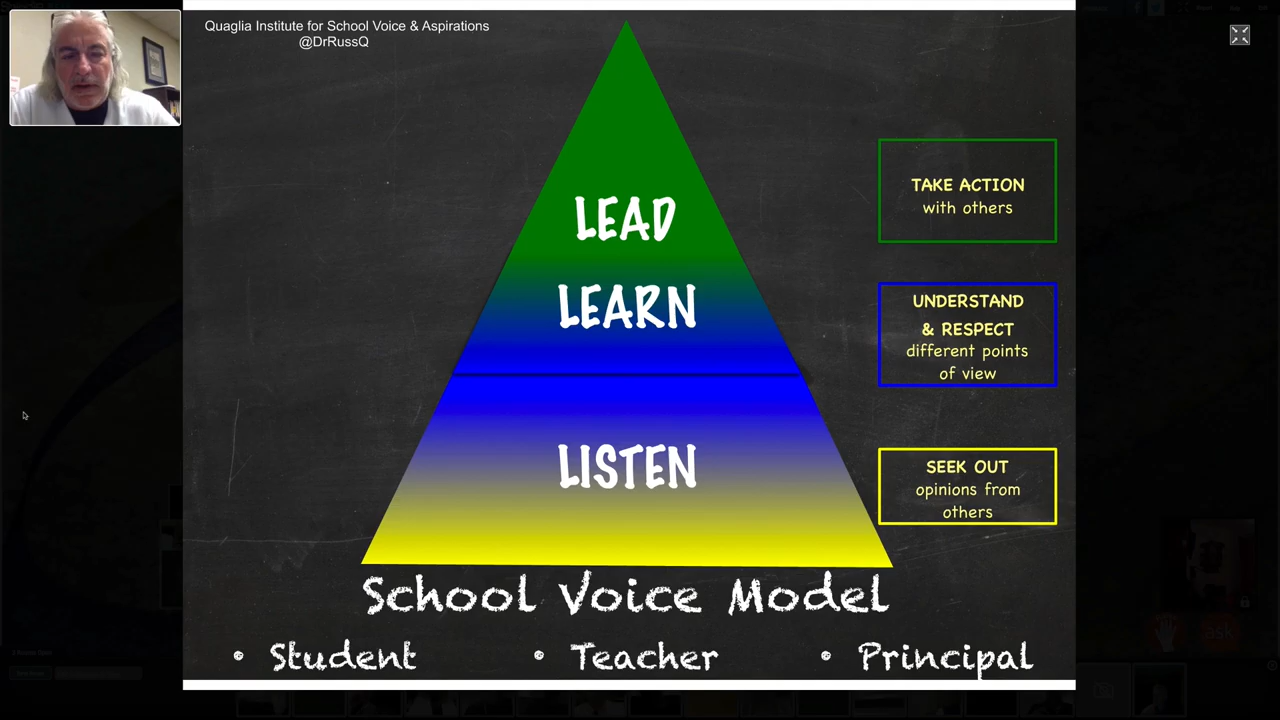 Quaglia Institute for School Voice & Aspirations
@DrRussQ
LEAD
LEARN
LISTEN
TAKE ACTION
with others
UNDERSTAND
& RESPECT
different points
of view
SEEK OUT
opinions from
others
School Voice Model
• Student • Teacher • Principal
ask